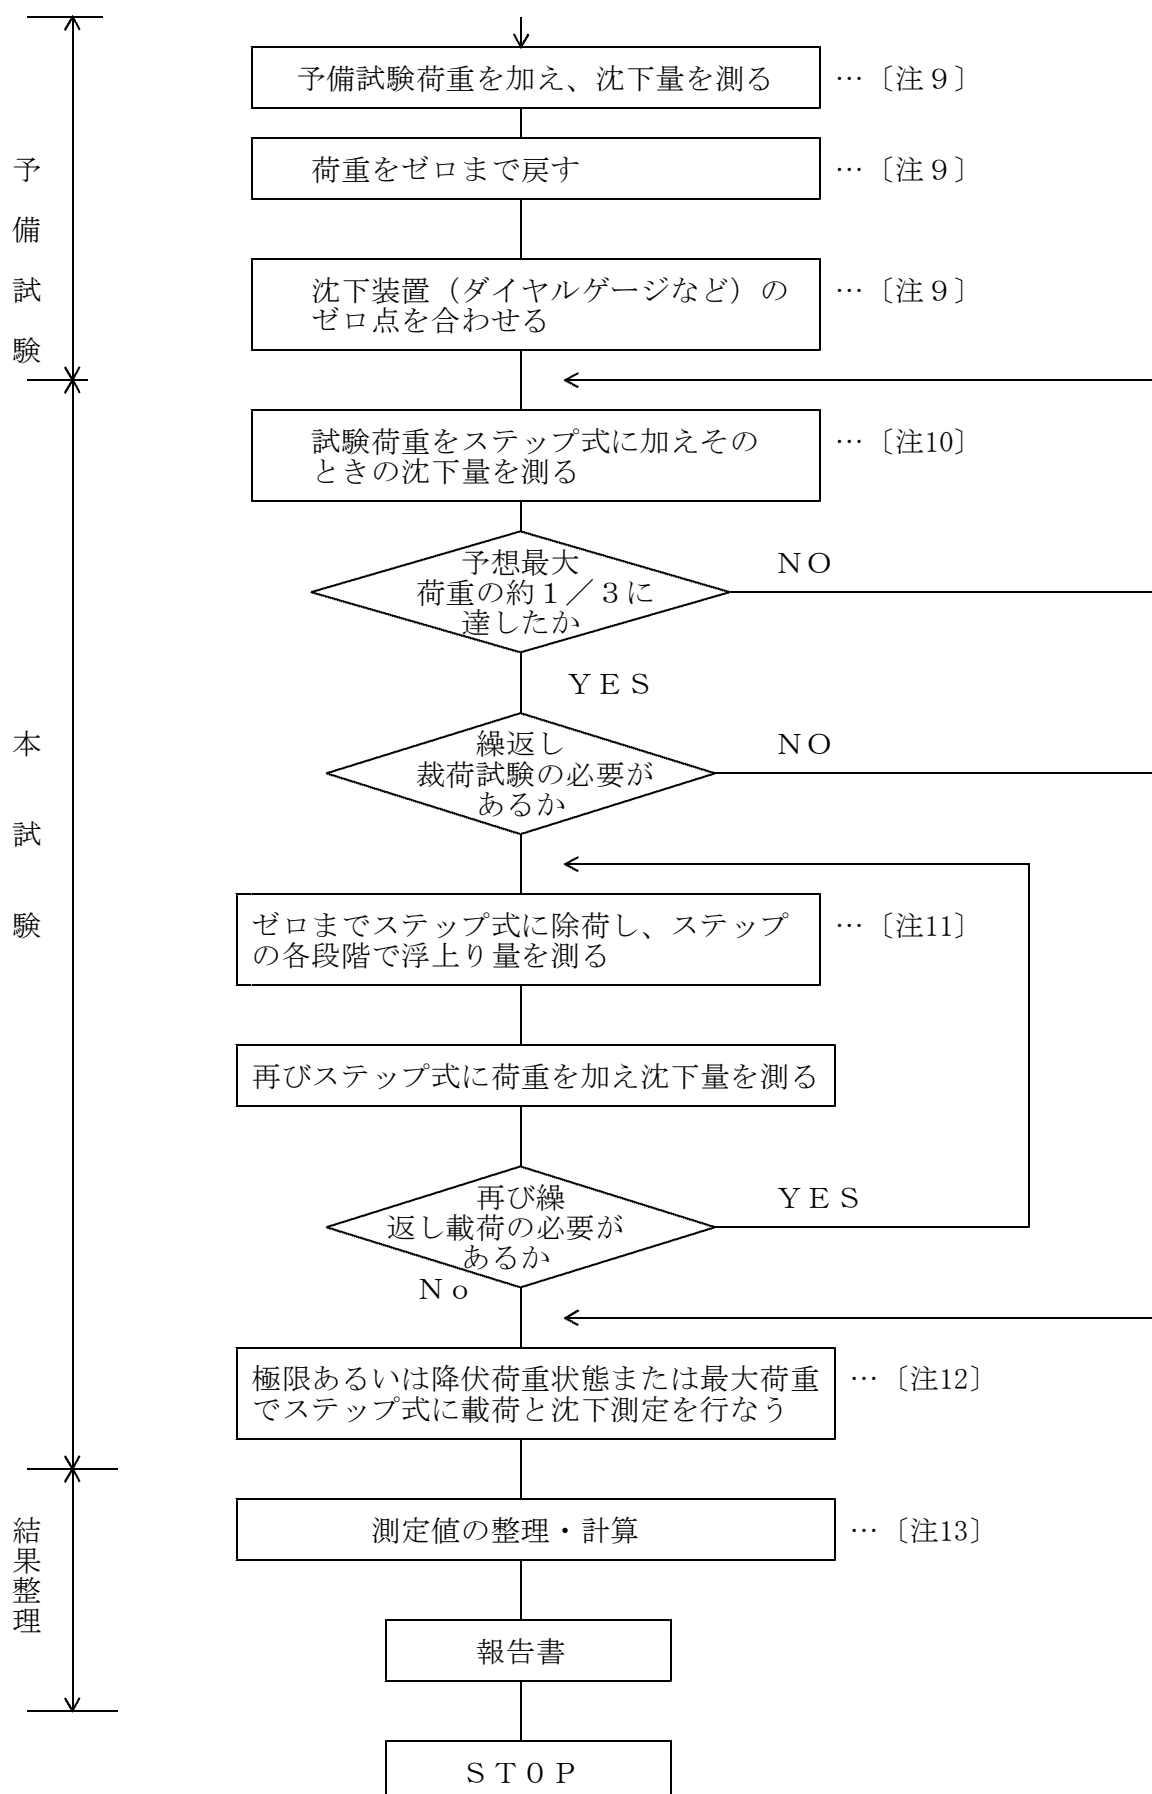 予備試験
予備試験荷重を加え、沈下量を測る …〔注９〕
荷重をゼロまで戻す …〔注９〕
沈下装置（ダイヤルゲージなど）の …〔注９〕
ゼロ点を合わせる
本試験
試験荷重をステップ式に加えその …〔注10〕
ときの沈下量を測る
予想最大
荷重の約１／３に
達したか
ＮＯ
ＹＥＳ
繰返し
裁荷試験の必要が
あるか
ＮＯ
ゼロまでステップ式に除荷し、ステップ …〔注11〕
の各段階で浮上り量を測る
再びステップ式に荷重を加え沈下量を測る
再び繰
返し載荷の必要が
あるか
ＹＥＳ
Ｎｏ
極限あるいは降伏荷重状態または最大荷重 …〔注12〕
でステップ式に載荷と沈下測定を行なう
結果整理
測定値の整理・計算 …〔注13〕
報告書
ＳＴ０Ｐ